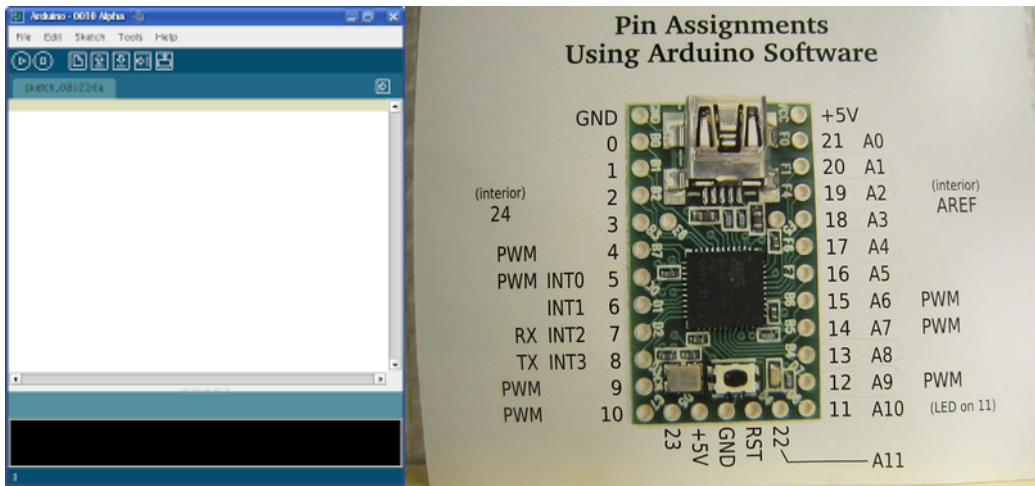 Arduino - 0010 Alpha
File Edit Sketch Tools Help
Pin Assignments
Using Arduino Software
GND +5V
0 21 A0
1 20 A1
2 19 A2
(interior)
24
(interior)
AREF
3 18 A3
PWM 4 17 A4
PWM INT0 5 16 A5
INT1 6 15 A6 PWM
RX INT2 7 14 A7 PWM
TX INT3 8 13 A8
PWM 9 12 A9 PWM
PWM 10 11 A10 (LED on 11)
23 +5V GND RST 22
A11